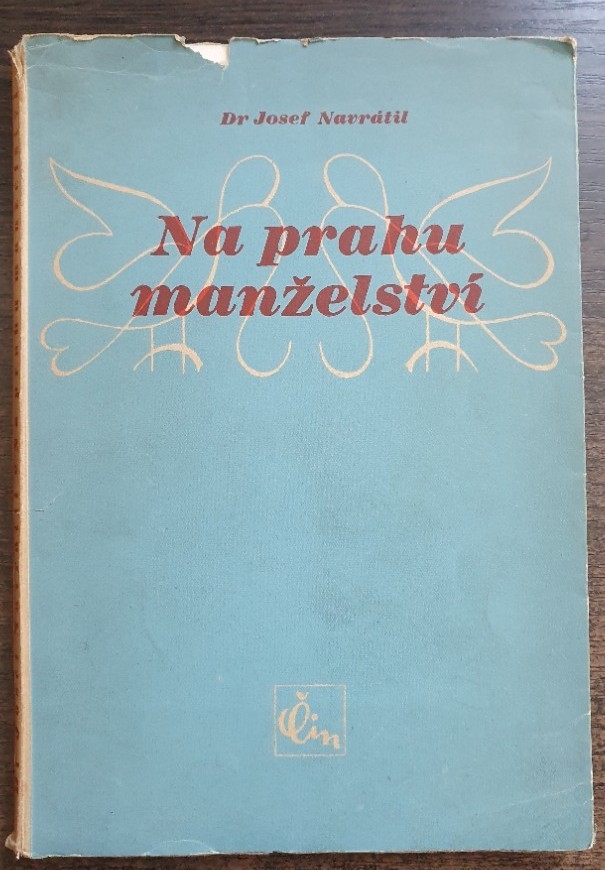 Dr Josef Navrátil
Na prahu
manželství
Čin